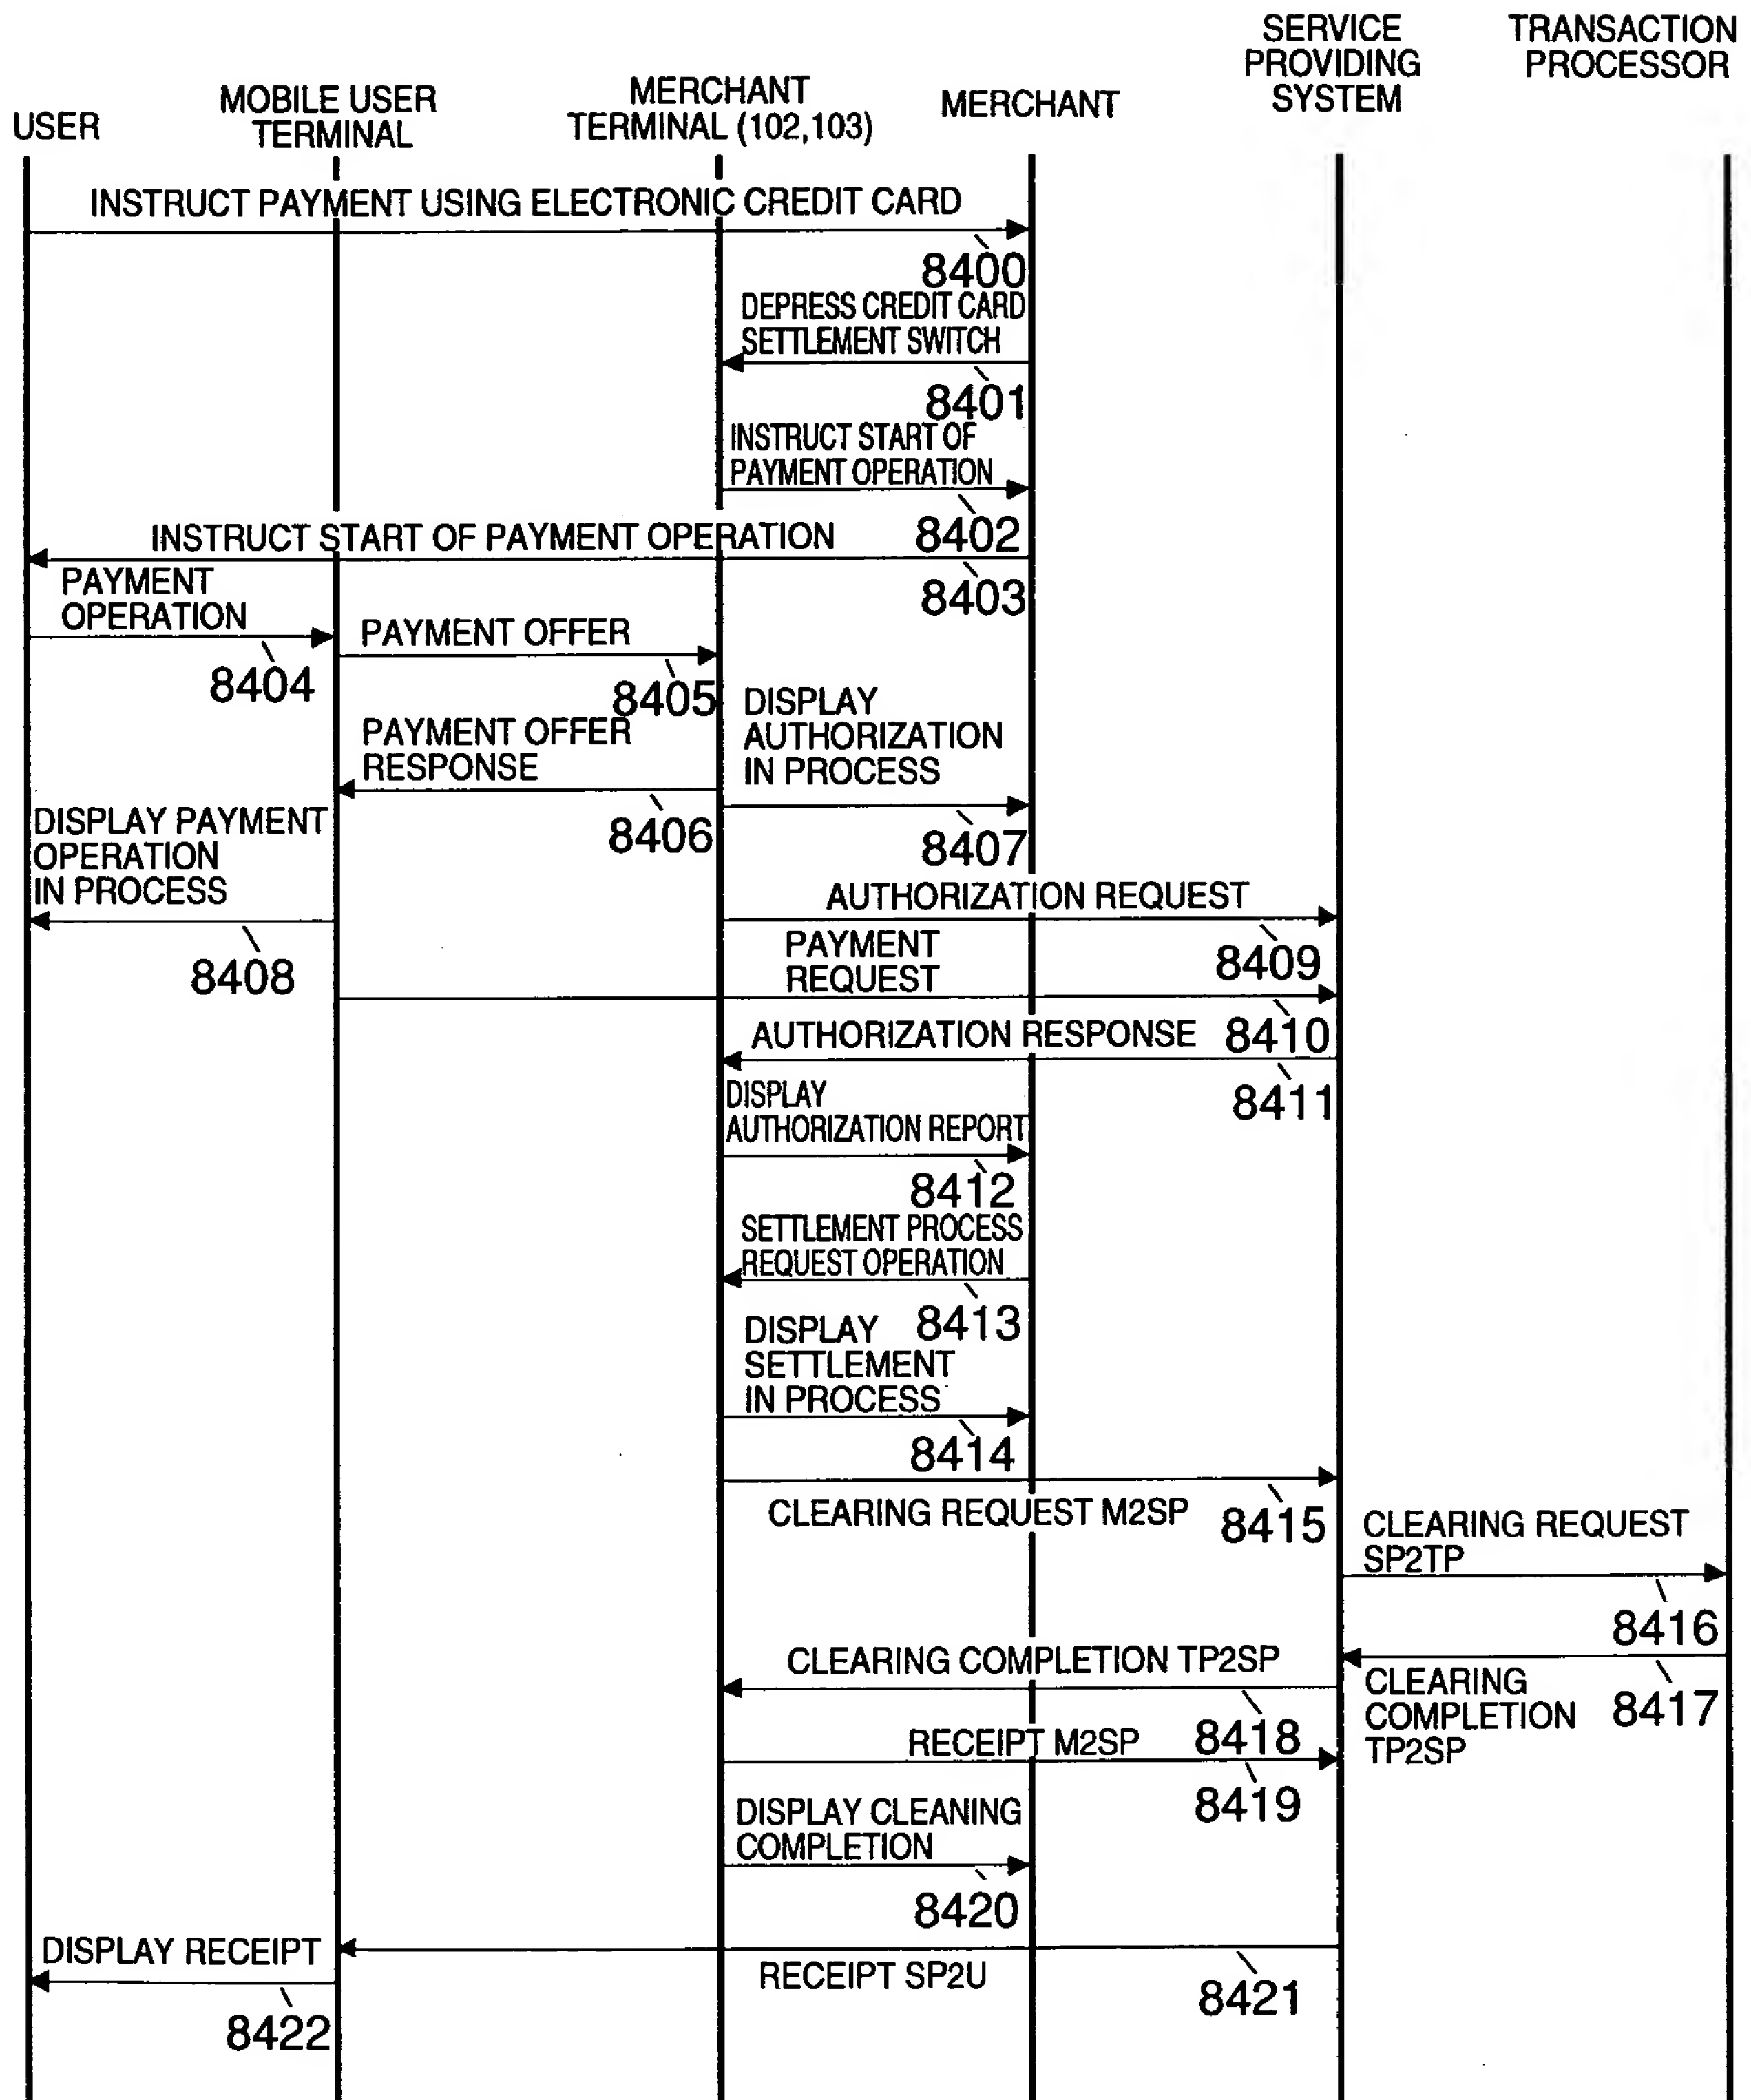 SERVICE
PROVIDING
SYSTEM
TRANSACTION
PROCESSOR
USER
MOBILE USER
TERMINAL
MERCHANT
TERMINAL (102,103)
MERCHANT
INSTRUCT PAYMENT USING ELECTRONIC CREDIT CARD
8400
DEPRESS CREDIT CARD
SETTLEMENT SWITCH
8401
INSTRUCT START OF
PAYMENT OPERATION
8402
INSTRUCT START OF PAYMENT OPERATION
8403
PAYMENT
OPERATION
8404
PAYMENT OFFER
8405
PAYMENT OFFER
RESPONSE
8406
DISPLAY
AUTHORIZATION
IN PROCESS
8407
DISPLAY PAYMENT
OPERATION
IN PROCESS
8408
AUTHORIZATION REQUEST
8409
PAYMENT
REQUEST
8410
AUTHORIZATION RESPONSE
8411
DISPLAY
AUTHORIZATION REPORT
8412
SETTLEMENT PROCESS
REQUEST OPERATION
8413
DISPLAY
SETTLEMENT
IN PROCESS
8414
CLEARING REQUEST M2SP
8415
CLEARING REQUEST
SP2TP
8416
CLEARING
COMPLETION
TP2SP
8417
CLEARING COMPLETION TP2SP
8418
RECEIPT M2SP
8419
DISPLAY CLEANING
COMPLETION
8420
RECEIPT SP2U
8421
DISPLAY RECEIPT
8422